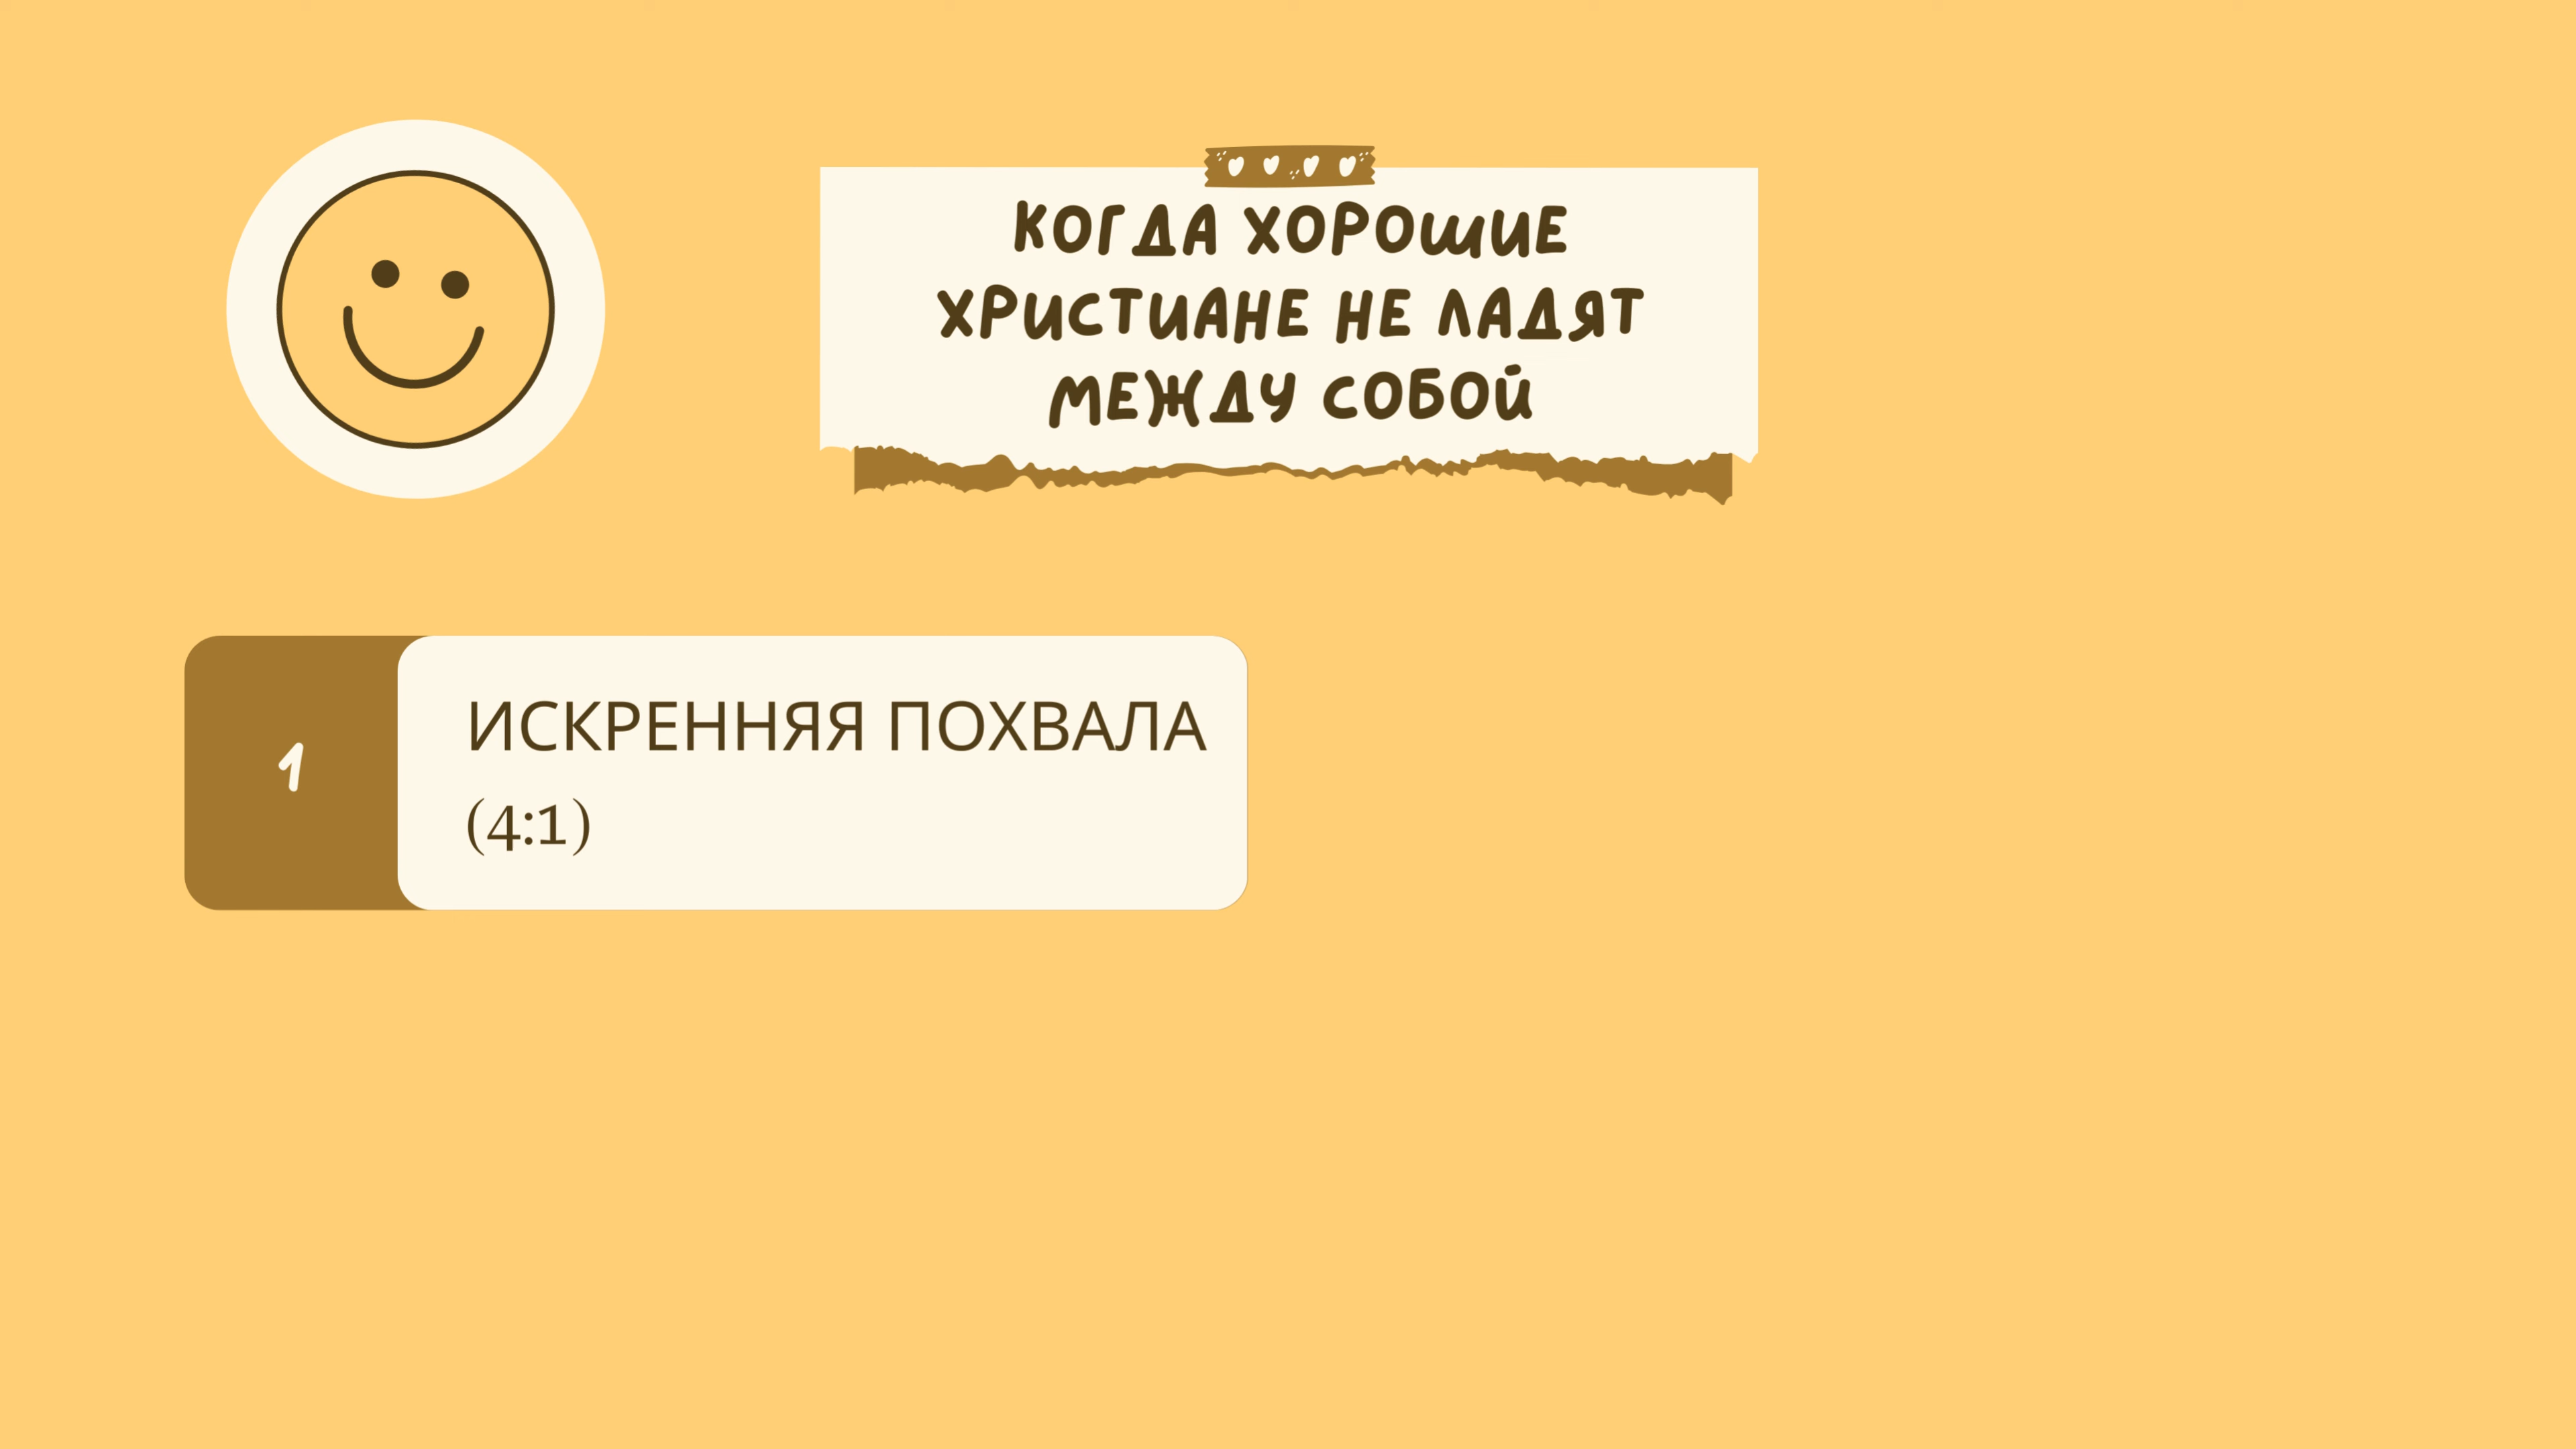 КОГДА ХОРОШИЕ
ХРИСТИАНЕ НЕ ЛАДЯТ
МЕЖДУ СОБОЙ
1
ИСКРЕННЯЯ ПОХВАЛА
(4:1)